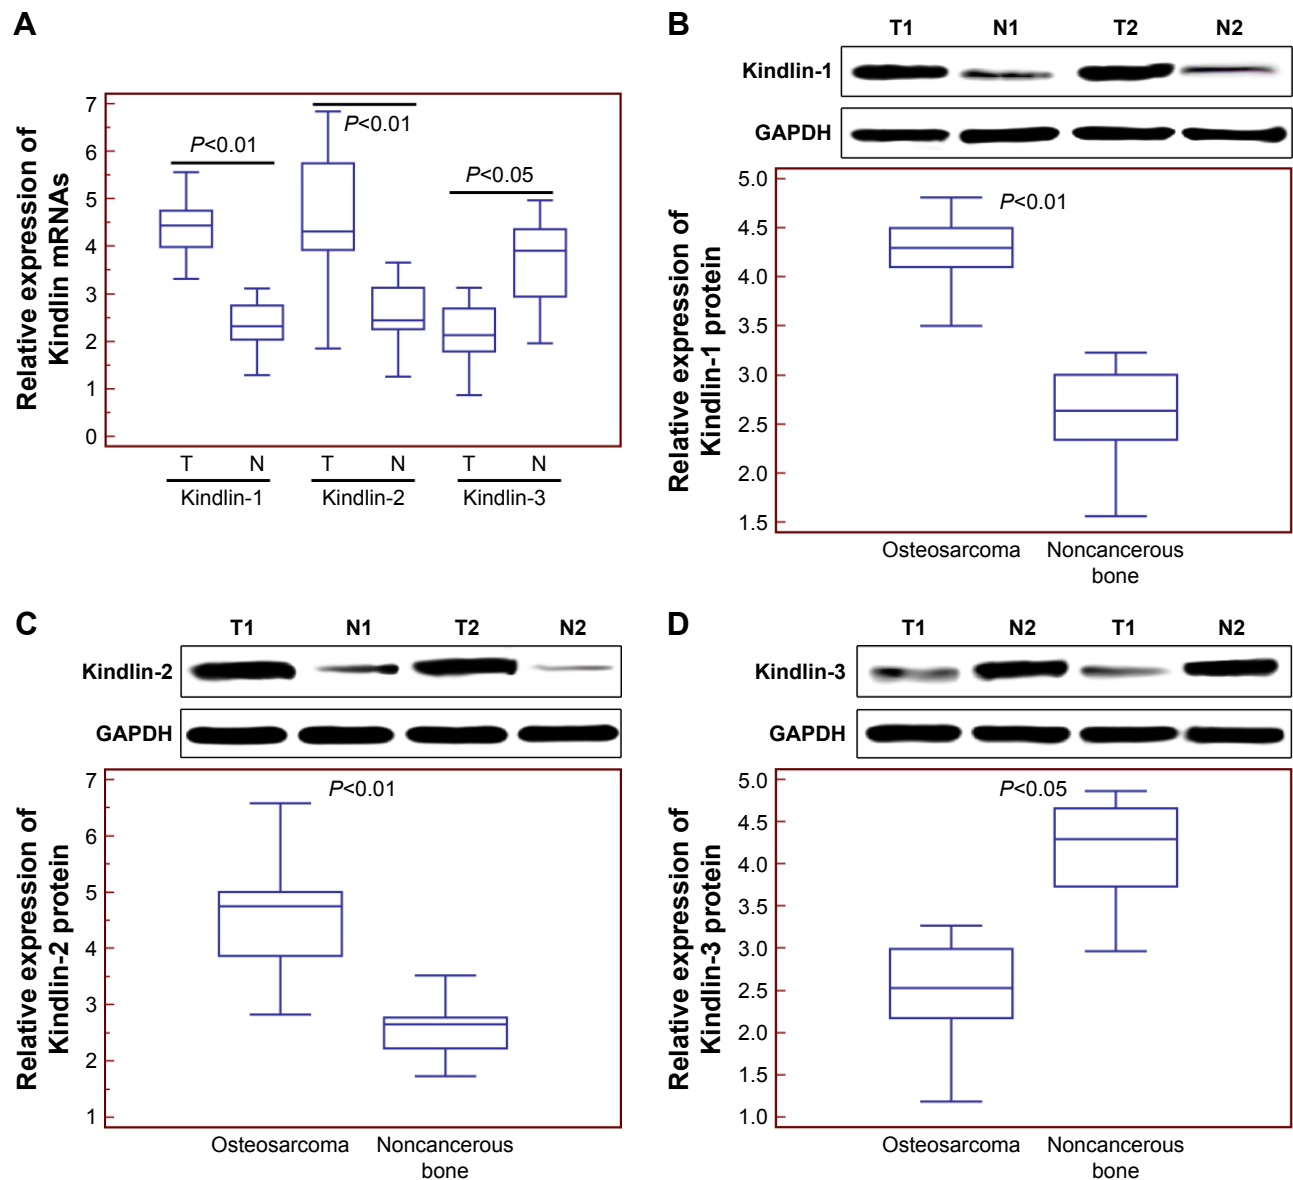 A
Relative expression of
Kindlin mRNAs
7
6
5
4
3
2
1
0
P<0.01
P<0.01
P<0.05
T N T N T N
Kindlin-1 Kindlin-2 Kindlin-3
B
T1 N1 T2 N2
Kindlin-1
GAPDH
Relative expression of
Kindlin-1 protein
5.0
4.5
4.0
3.5
3.0
2.5
2.0
1.5
P<0.01
Osteosarcoma Noncancerous
bone
C
T1 N1 T2 N2
Kindlin-2
GAPDH
Relative expression of
Kindlin-2 protein
7
6
5
4
3
2
1
P<0.01
Osteosarcoma Noncancerous
bone
D
T1 N2 T1 N2
Kindlin-3
GAPDH
Relative expression of
Kindlin-3 protein
5.0
4.5
4.0
3.5
3.0
2.5
2.0
1.5
1.0
P<0.05
Osteosarcoma Noncancerous
bone